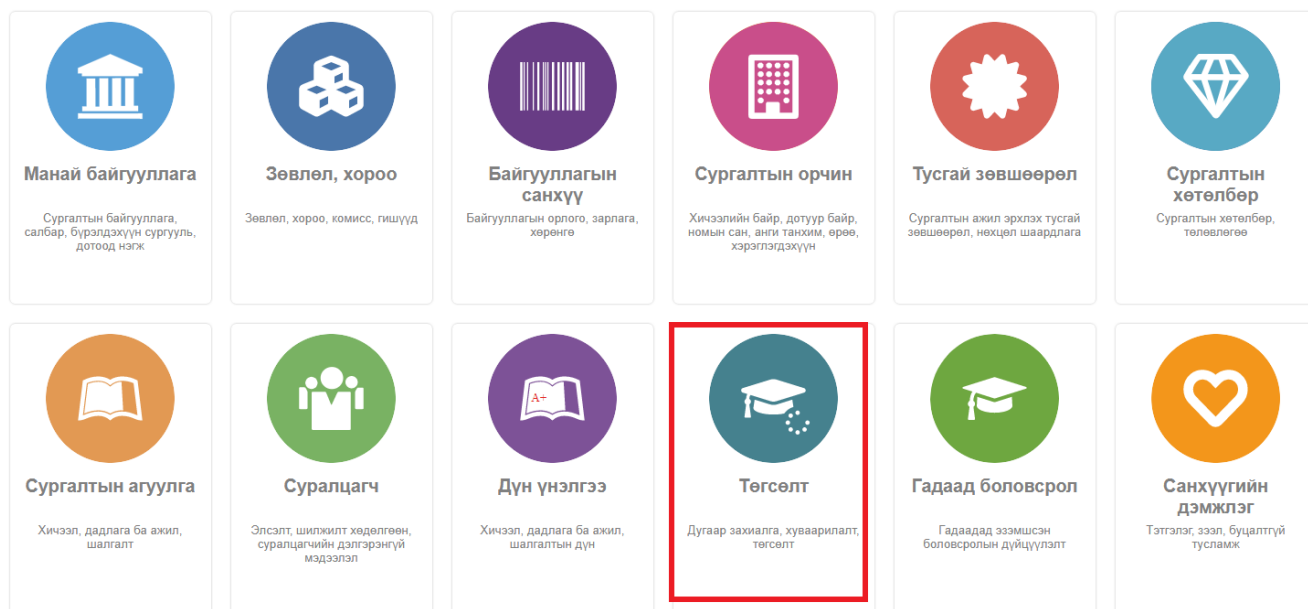 Манай байгууллага
Сургалтын байгууллага,
салбар, бүрэлдэхүүн сургууль,
дотоод нэгж
Зөвлөл, хороо
Зөвлөл, хороо, комисс, гишүүд
Байгууллагын
санхүү
Байгууллагын орлого, зарлага,
хөрөнгө
Сургалтын орчин
Хичээлийн байр, дотуур байр,
номын сан, анги танхим, өрөө,
хэрэглэгдэхүүн
Тусгай зөвшөөрөл
Сургалтын ажил эрхлэх тусгай
зөвшөөрөл, нөхцөл шаардлага
Сургалтын
хөтөлбөр
Сургалтын хөтөлбөр,
төлөвлөгөө
Сургалтын агуулга
Хичээл, дадлага ба ажил,
шалгалт
Суралцагч
Элсэлт, шилжилт хөдөлгөөн,
суралцагчийн дэлгэрэнгүй
мэдээлэл
A+
Дүн үнэлгээ
Хичээл, дадлага ба ажил,
шалгалтын дүн
Төгсөлт
Дугаар захиалга, хуваарилалт,
төгсөлт
Гадаад боловсрол
Гадаадад эзэмшсэн
боловсролын дүйцүүлэлт
Санхүүгийн
дэмжлэг
Тэтгэлэг, зээл, буцалтгүй
тусламж